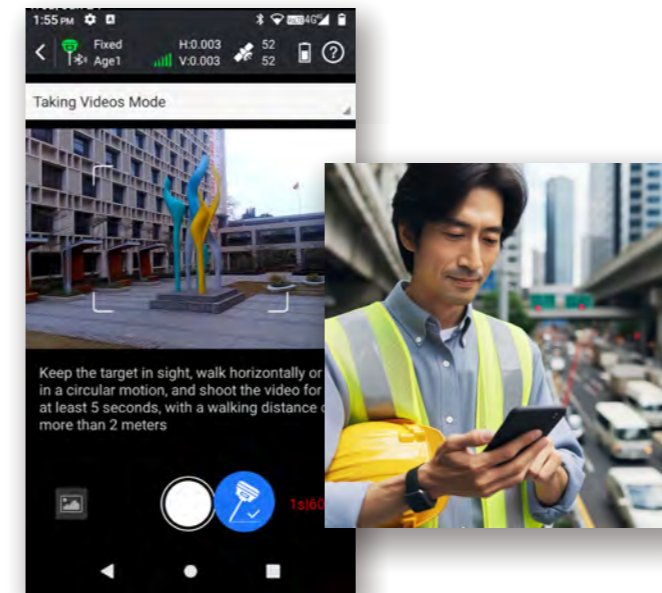 1:55 PM
Fixed H:0.003 52
Age1 V:0.003 52
Taking Videos Mode
Keep the target in sight, walk horizontally or
in a circular motion, and shoot the video for
at least 5 seconds, with a walking distance
more than 2 meters
1s|60